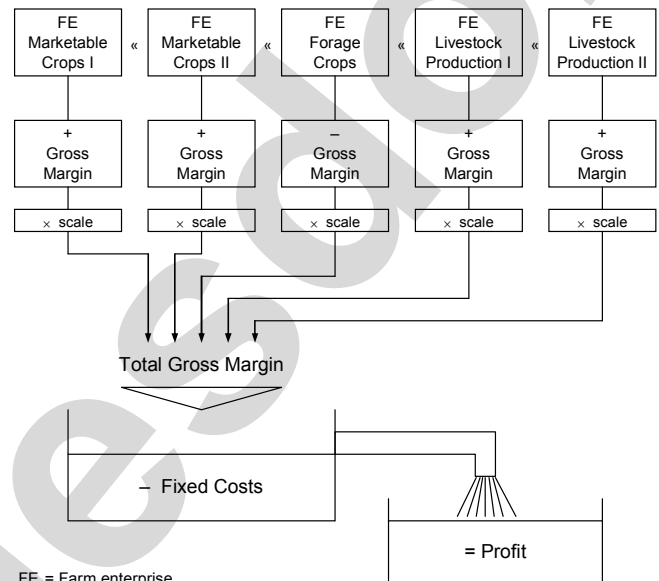 FE
Marketable
Crops I
«
FE
Marketable
Crops II
«
FE
Forage
Crops
«
FE
Livestock
Production I
«
FE
Livestock
Production II
+
Gross
Margin
+
Gross
Margin
–
Gross
Margin
+
Gross
Margin
+
Gross
Margin
× scale
× scale
× scale
× scale
× scale
Total Gross Margin
– Fixed Costs
= Profit
FE = Farm enterprise